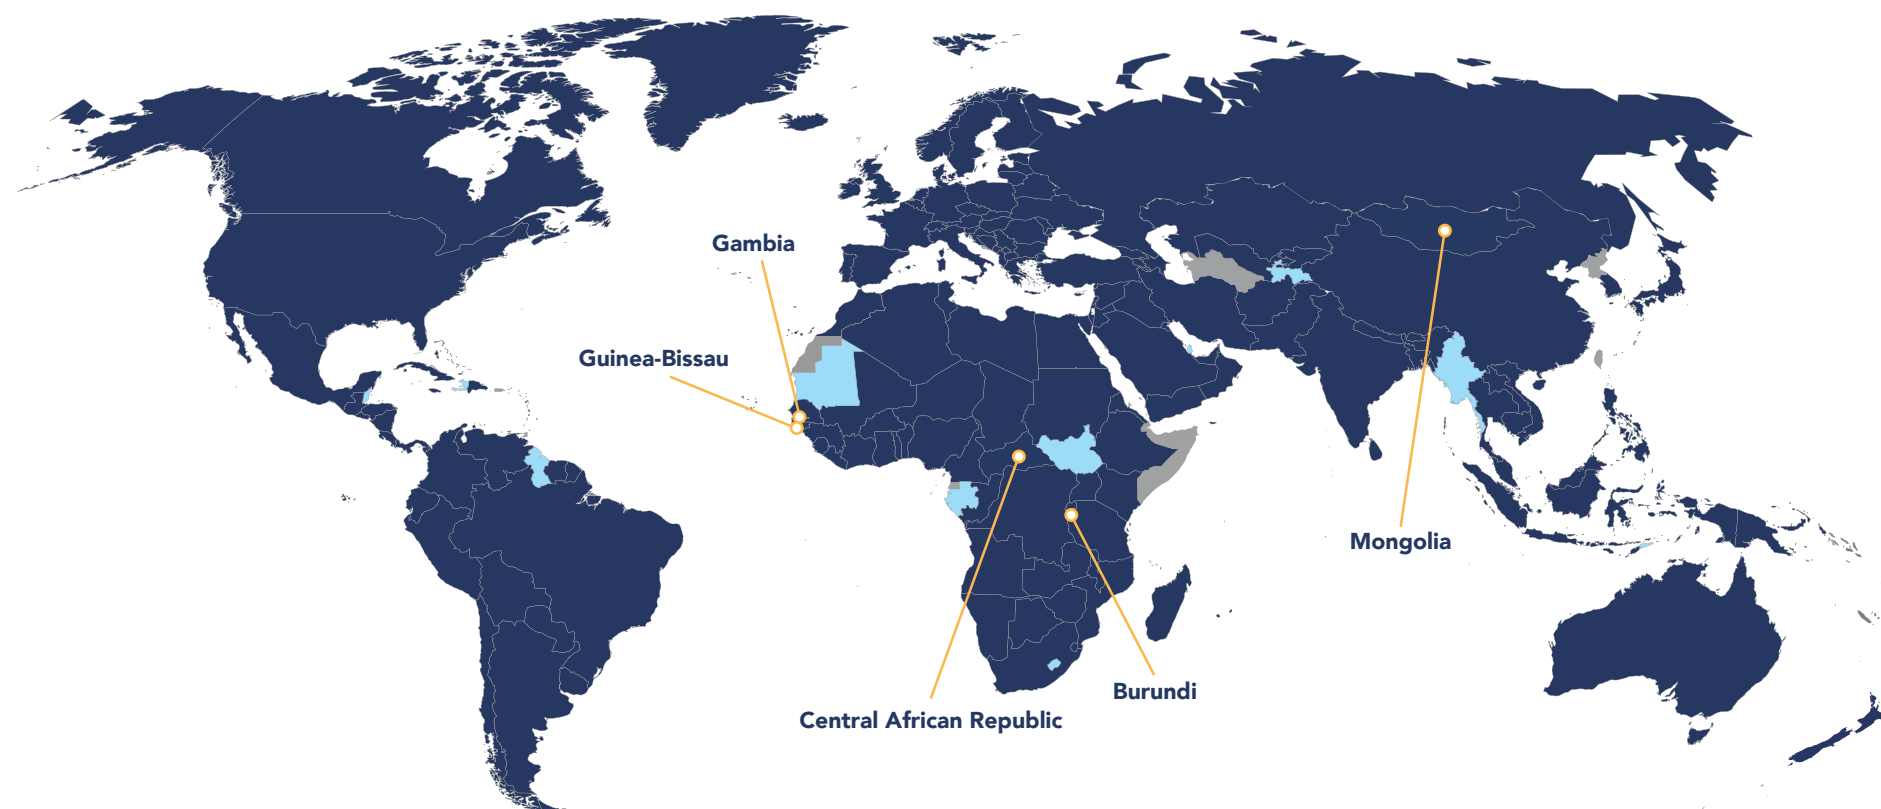 Gambia
Guinea-Bissau
Mongolia
Burundi
Central African Republic